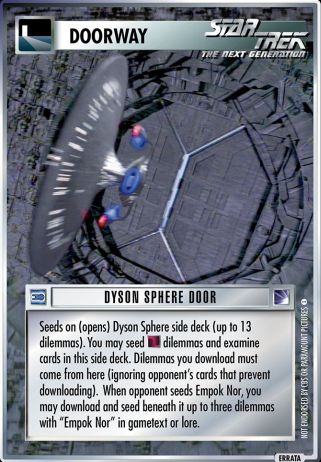 DOORWAY
STAR TREK
THE NEXT GENERATION
DYSON SPHERE DOOR
Seeds on (opens) Dyson Sphere side deck (up to 13
dilemmas). You may seed dilemmas and examine
cards in this side deck. Dilemmas you download must
come from here (ignoring opponent's cards that prevent
downloading). When opponent seeds Empok Nor, you
may download and seed beneath it up to three dilemmas
with "Empok Nor" in gametext or lore.
NOT ENDORSED BY CBS OR PARAMOUNT PICTURES
ERRATA